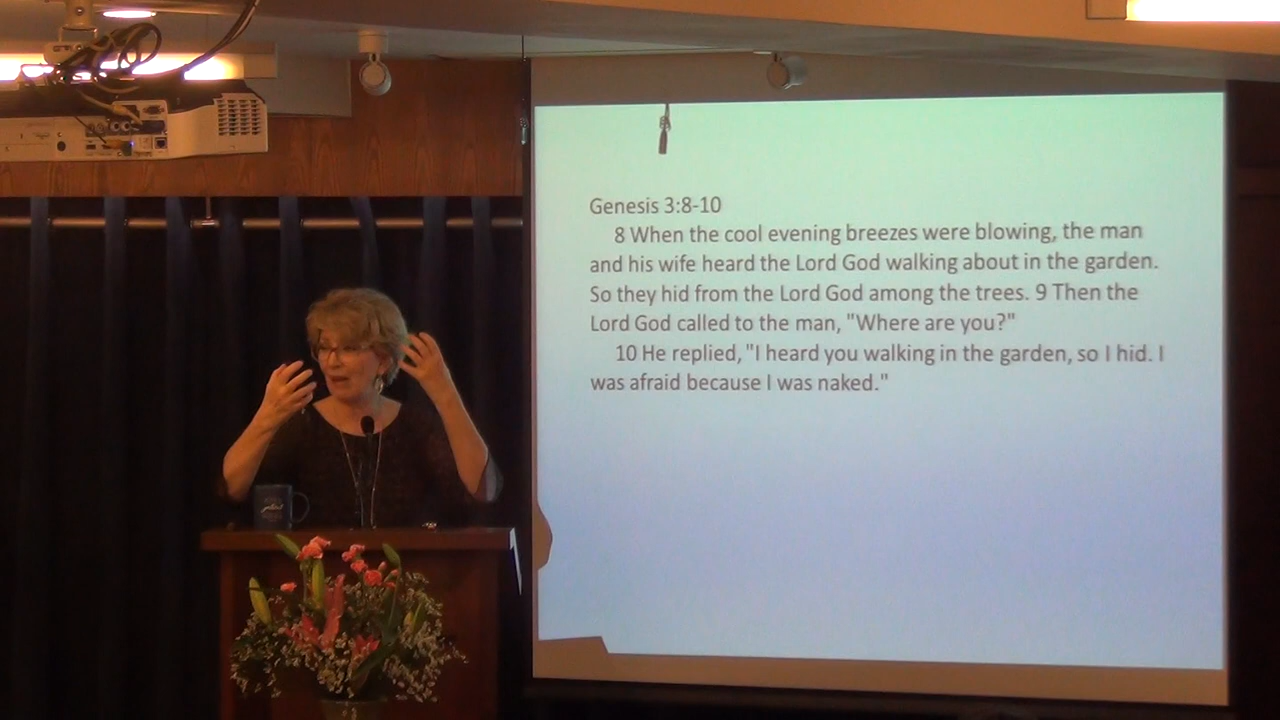 Genesis 3:8-10
8 When the cool evening breezes were blowing, the man
and his wife heard the Lord God walking about in the garden.
So they hid from the Lord God among the trees. 9 Then the
Lord God called to the man, "Where are you?"
10 He replied, "I heard you walking in the garden, so I hid. I
was afraid because I was naked."